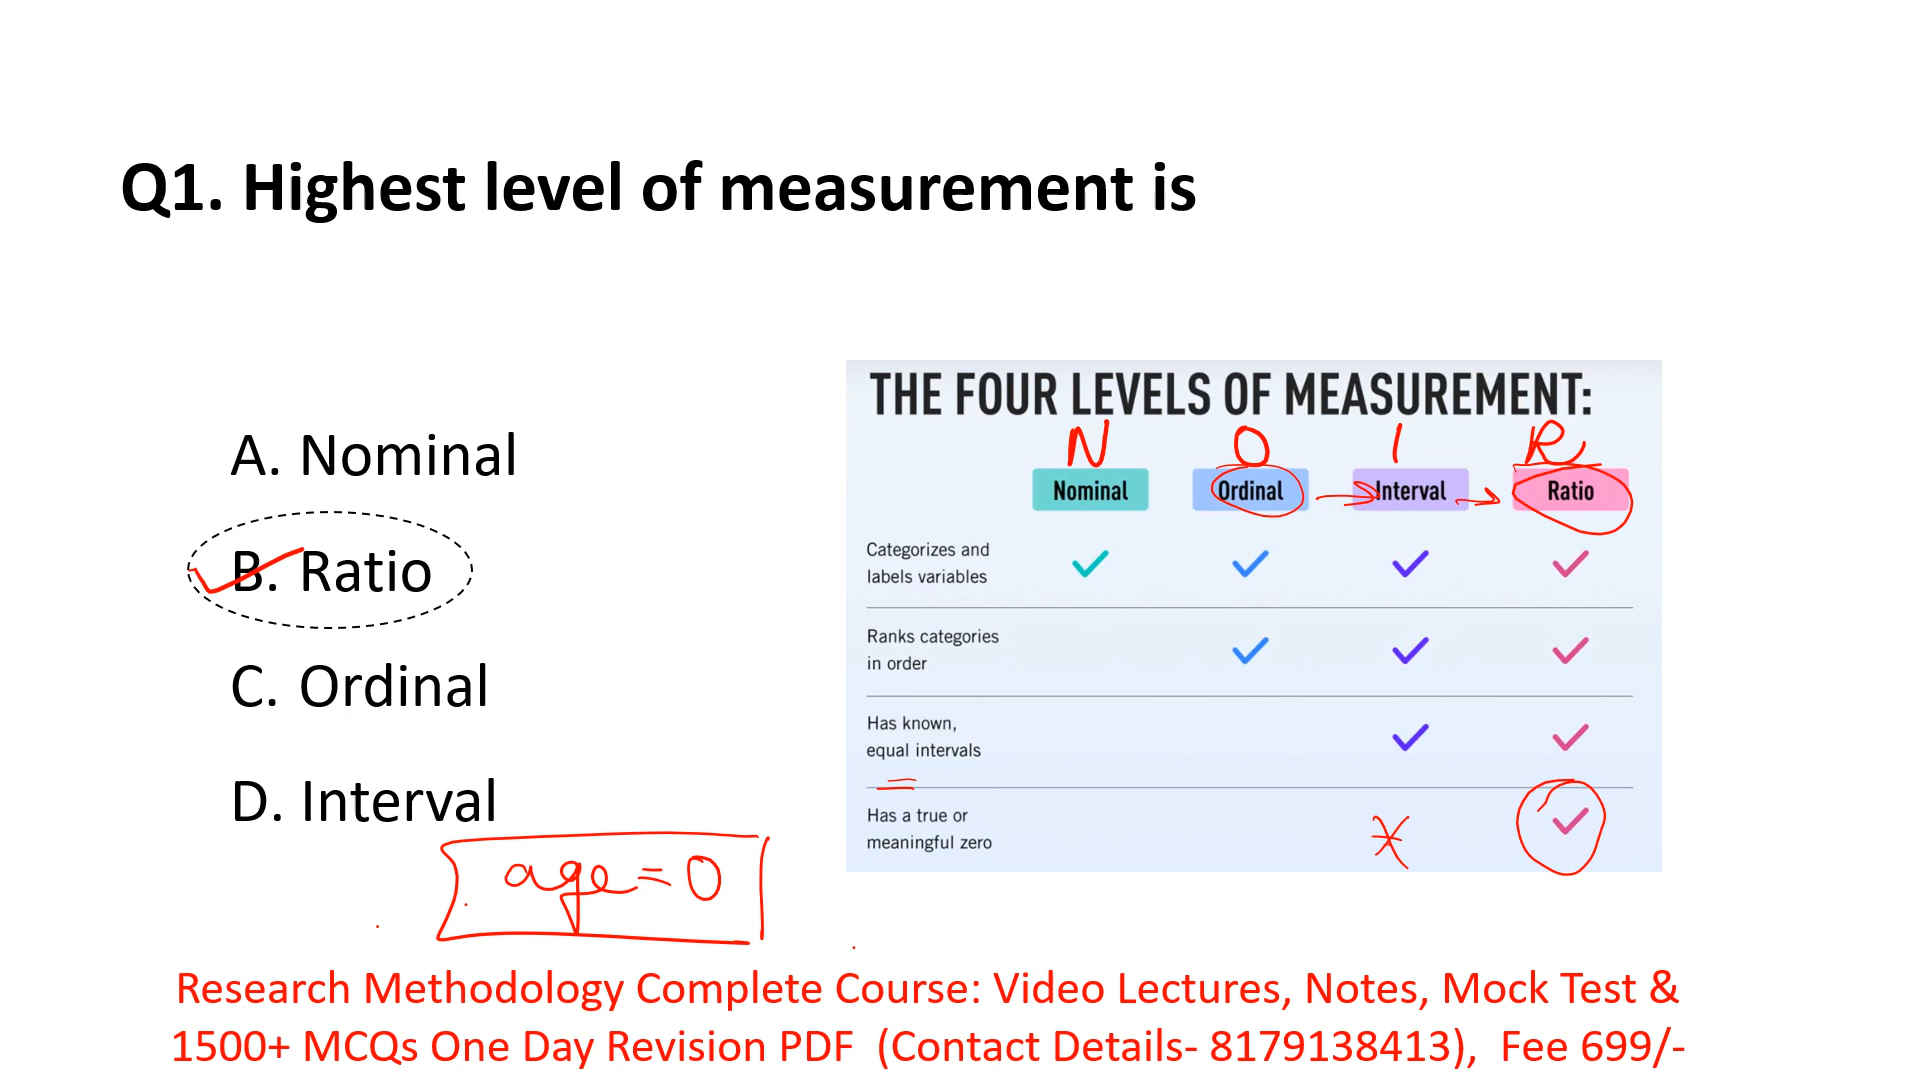 Q1. Highest level of measurement is
A. Nominal
B. Ratio
C. Ordinal
D. Interval
age = 0
THE FOUR LEVELS OF MEASUREMENT:
N O I R
Nominal Ordinal Interval Ratio
Categorizes and
labels variables
Ranks categories
in order
Has known,
equal intervals
Has a true or
meaningful zero
Research Methodology Complete Course: Video Lectures, Notes, Mock Test &
1500+ MCQs One Day Revision PDF (Contact Details- 8179138413), Fee 699/-